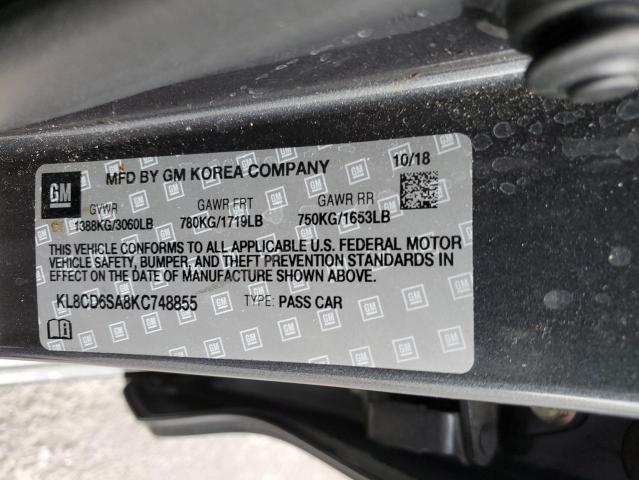 GM
MFD BY GM KOREA COMPANY 10/18
GVWR GAWR FRT GAWR RR
1388KG/3060LB 780KG/1719LB 750KG/1653LB
THIS VEHICLE CONFORMS TO ALL APPLICABLE U.S. FEDERAL MOTOR
VEHICLE SAFETY, BUMPER, AND THEFT PREVENTION STANDARDS IN
EFFECT ON THE DATE OF MANUFACTURE SHOWN ABOVE.
KL8CD6SA8KC748855 TYPE: PASS CAR